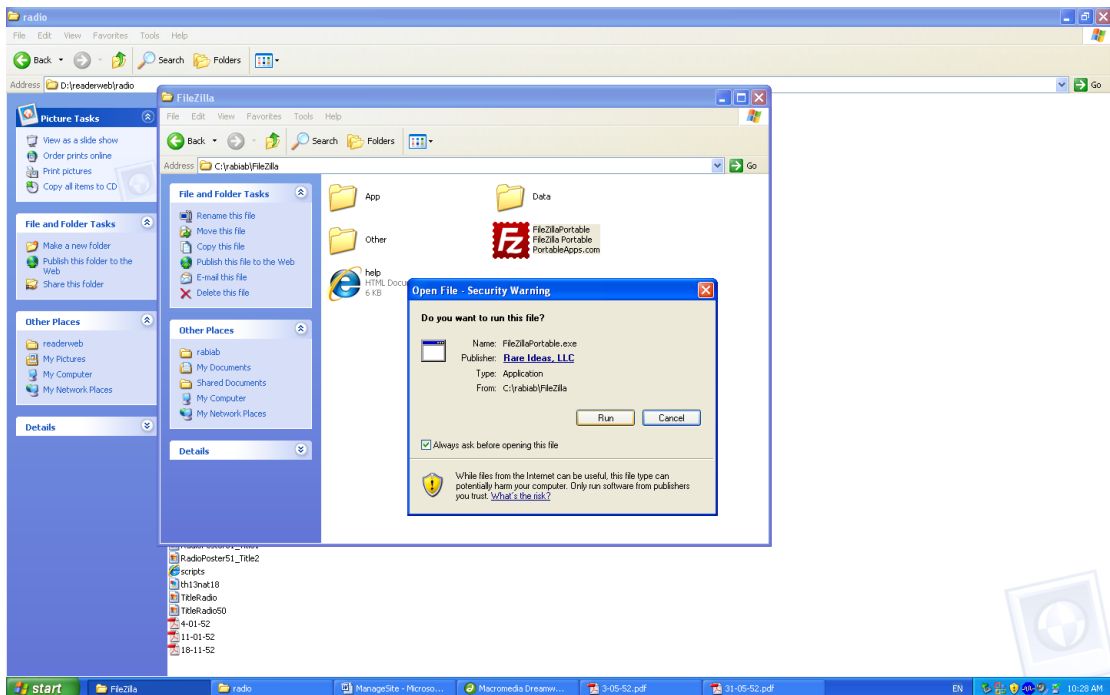 radio
File Edit View Favorites Tools Help
Back Search Folders
Address D:\readerweb\radio Go
Picture Tasks
View as a slide show
Order prints online
Print pictures
Copy all items to CD
File and Folder Tasks
Make a new folder
Publish this folder to the
Web
Share this folder
Other Places
readerweb
My Pictures
My Computer
My Network Places
Details
FileZilla
File Edit View Favorites Tools Help
Back Search Folders
Address C:\rabiab\FileZilla Go
File and Folder Tasks
Rename this file
Move this file
Copy this file
Publish this file to the Web
E-mail this file
Delete this file
Other Places
rabiab
My Documents
Shared Documents
My Computer
My Network Places
Details
App
Data
Other
FileZillaPortable
FileZilla Portable
PortableApps.com
help
HTML Docu
6 KB
Open File - Security Warning
Do you want to run this file?
Name: FileZillaPortable.exe
Publisher: Rare Ideas, LLC
Type: Application
From: C:\rabiab\FileZilla
Run Cancel
Always ask before opening this file
While files from the Internet can be useful, this file type can
potentially harm your computer. Only run software from publishers
you trust. What's the risk?
RadioPoster51_Title2
scripts
th13nat18
TitleRadio
TitleRadio50
4-01-52
11-01-52
18-11-52
start FileZilla radio ManageSite - Microso... Macromedia Dreamw... 3-05-52.pdf 31-05-52.pdf EN 10:28 AM